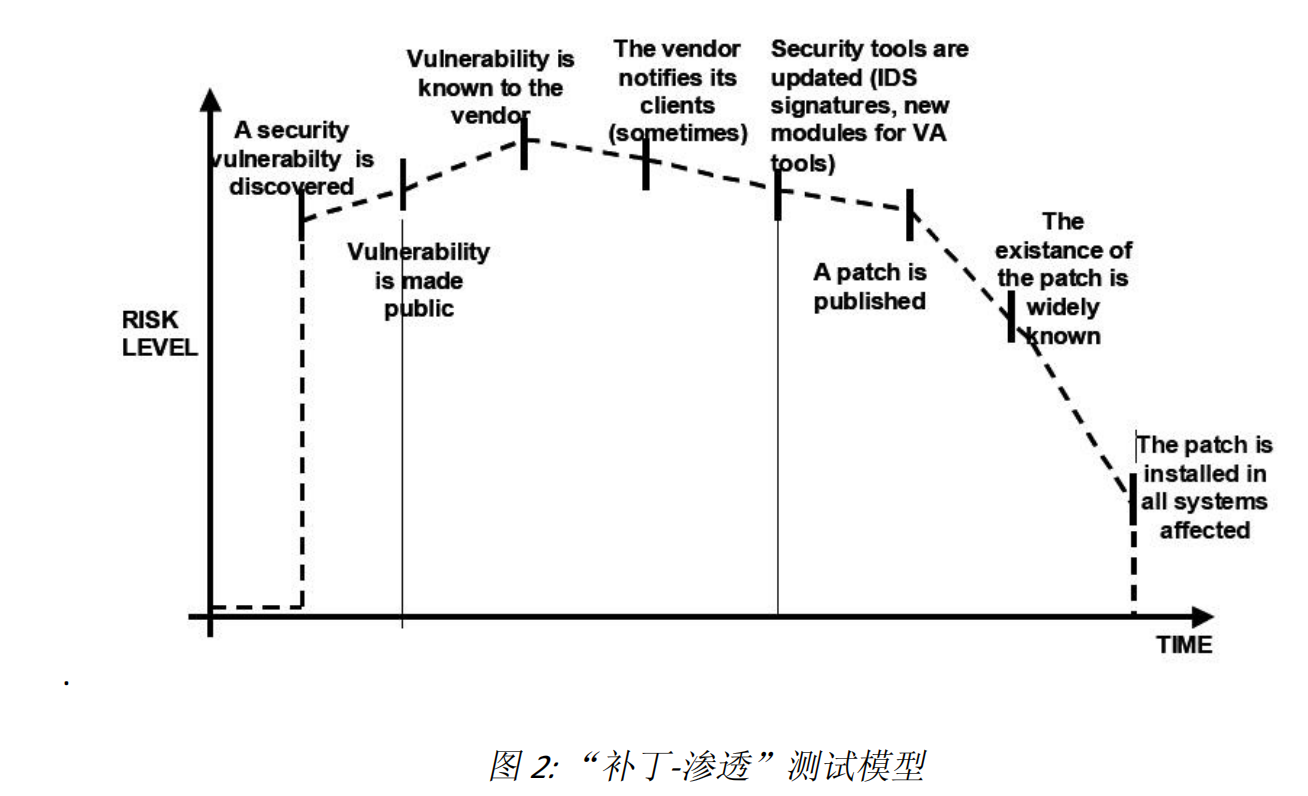 A security
vulnerabilty is
discovered
Vulnerability
is made
public
Vulnerability is
known to the
vendor
The vendor
notifies its
clients
(sometimes)
Security tools are
updated (IDS
signatures, new
modules for VA
tools)
A patch is
published
The
existance of
the patch is
widely
known
The patch is
installed in
all systems
affected
RISK
LEVEL
TIME
图 2: “补丁-渗透”测试模型